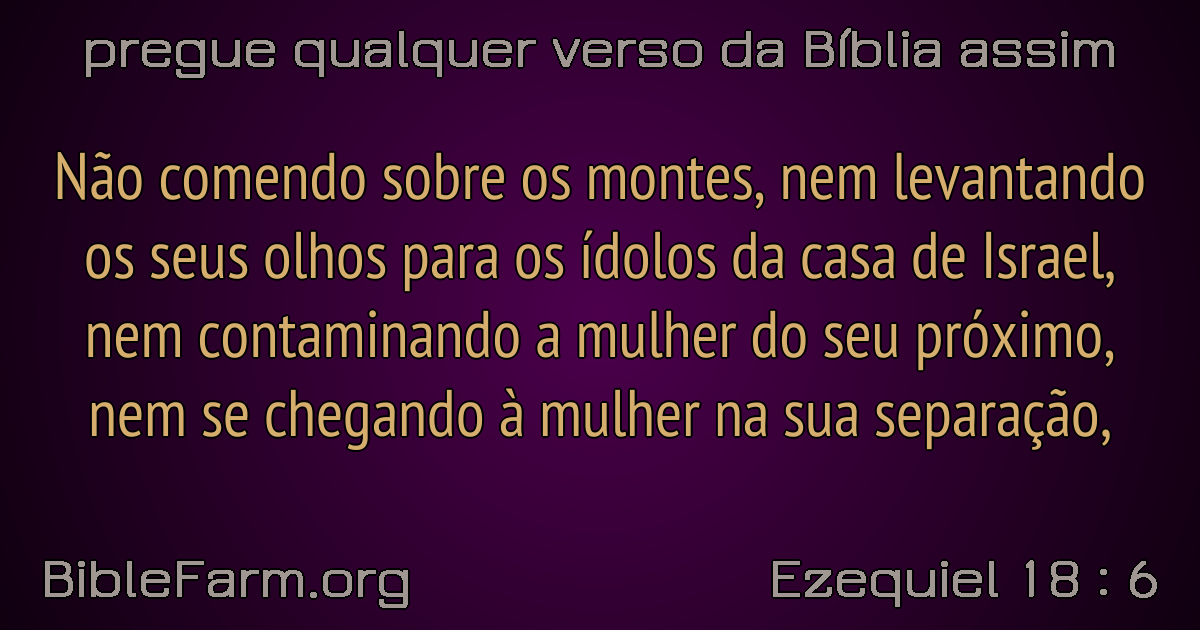 pregue qualquer verso da Bíblia assim
Não comendo sobre os montes, nem levantando
os seus olhos para os ídolos da casa de Israel,
nem contaminando a mulher do seu próximo,
nem se chegando à mulher na sua separação,
BibleFarm.org
Ezequiel 18 : 6